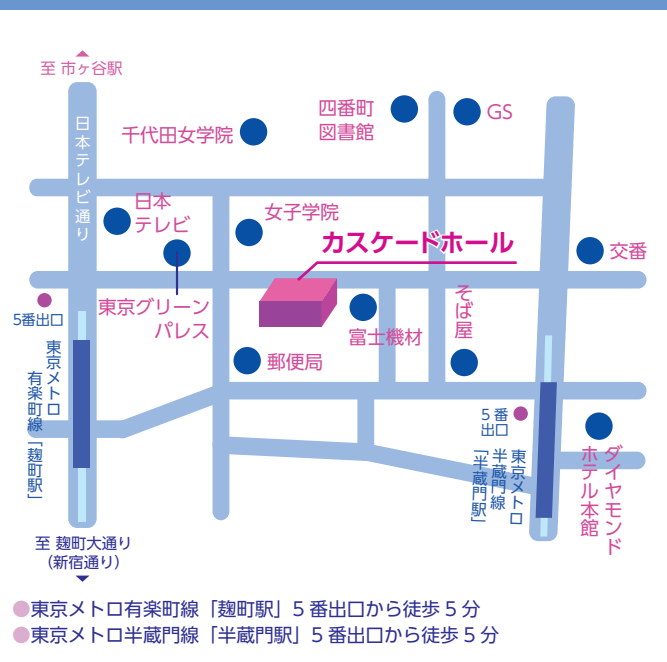 至 市ヶ谷駅
日本テレビ通り
千代田女学院
四番町
図書館
GS
日本
テレビ
女子学院
カスケードホール
交番
5番出口
東京グリーン
パレス
富士機材
そば屋
郵便局
東京メトロ
有楽町線「麹町駅」
5番
出口
東京メトロ
半蔵門線
「半蔵門駅」
ダイヤモンド
ホテル本館
至 麹町大通り
（新宿通り）
●東京メトロ有楽町線「麹町駅」5番出口から徒歩5分
●東京メトロ半蔵門線「半蔵門駅」5番出口から徒歩5分